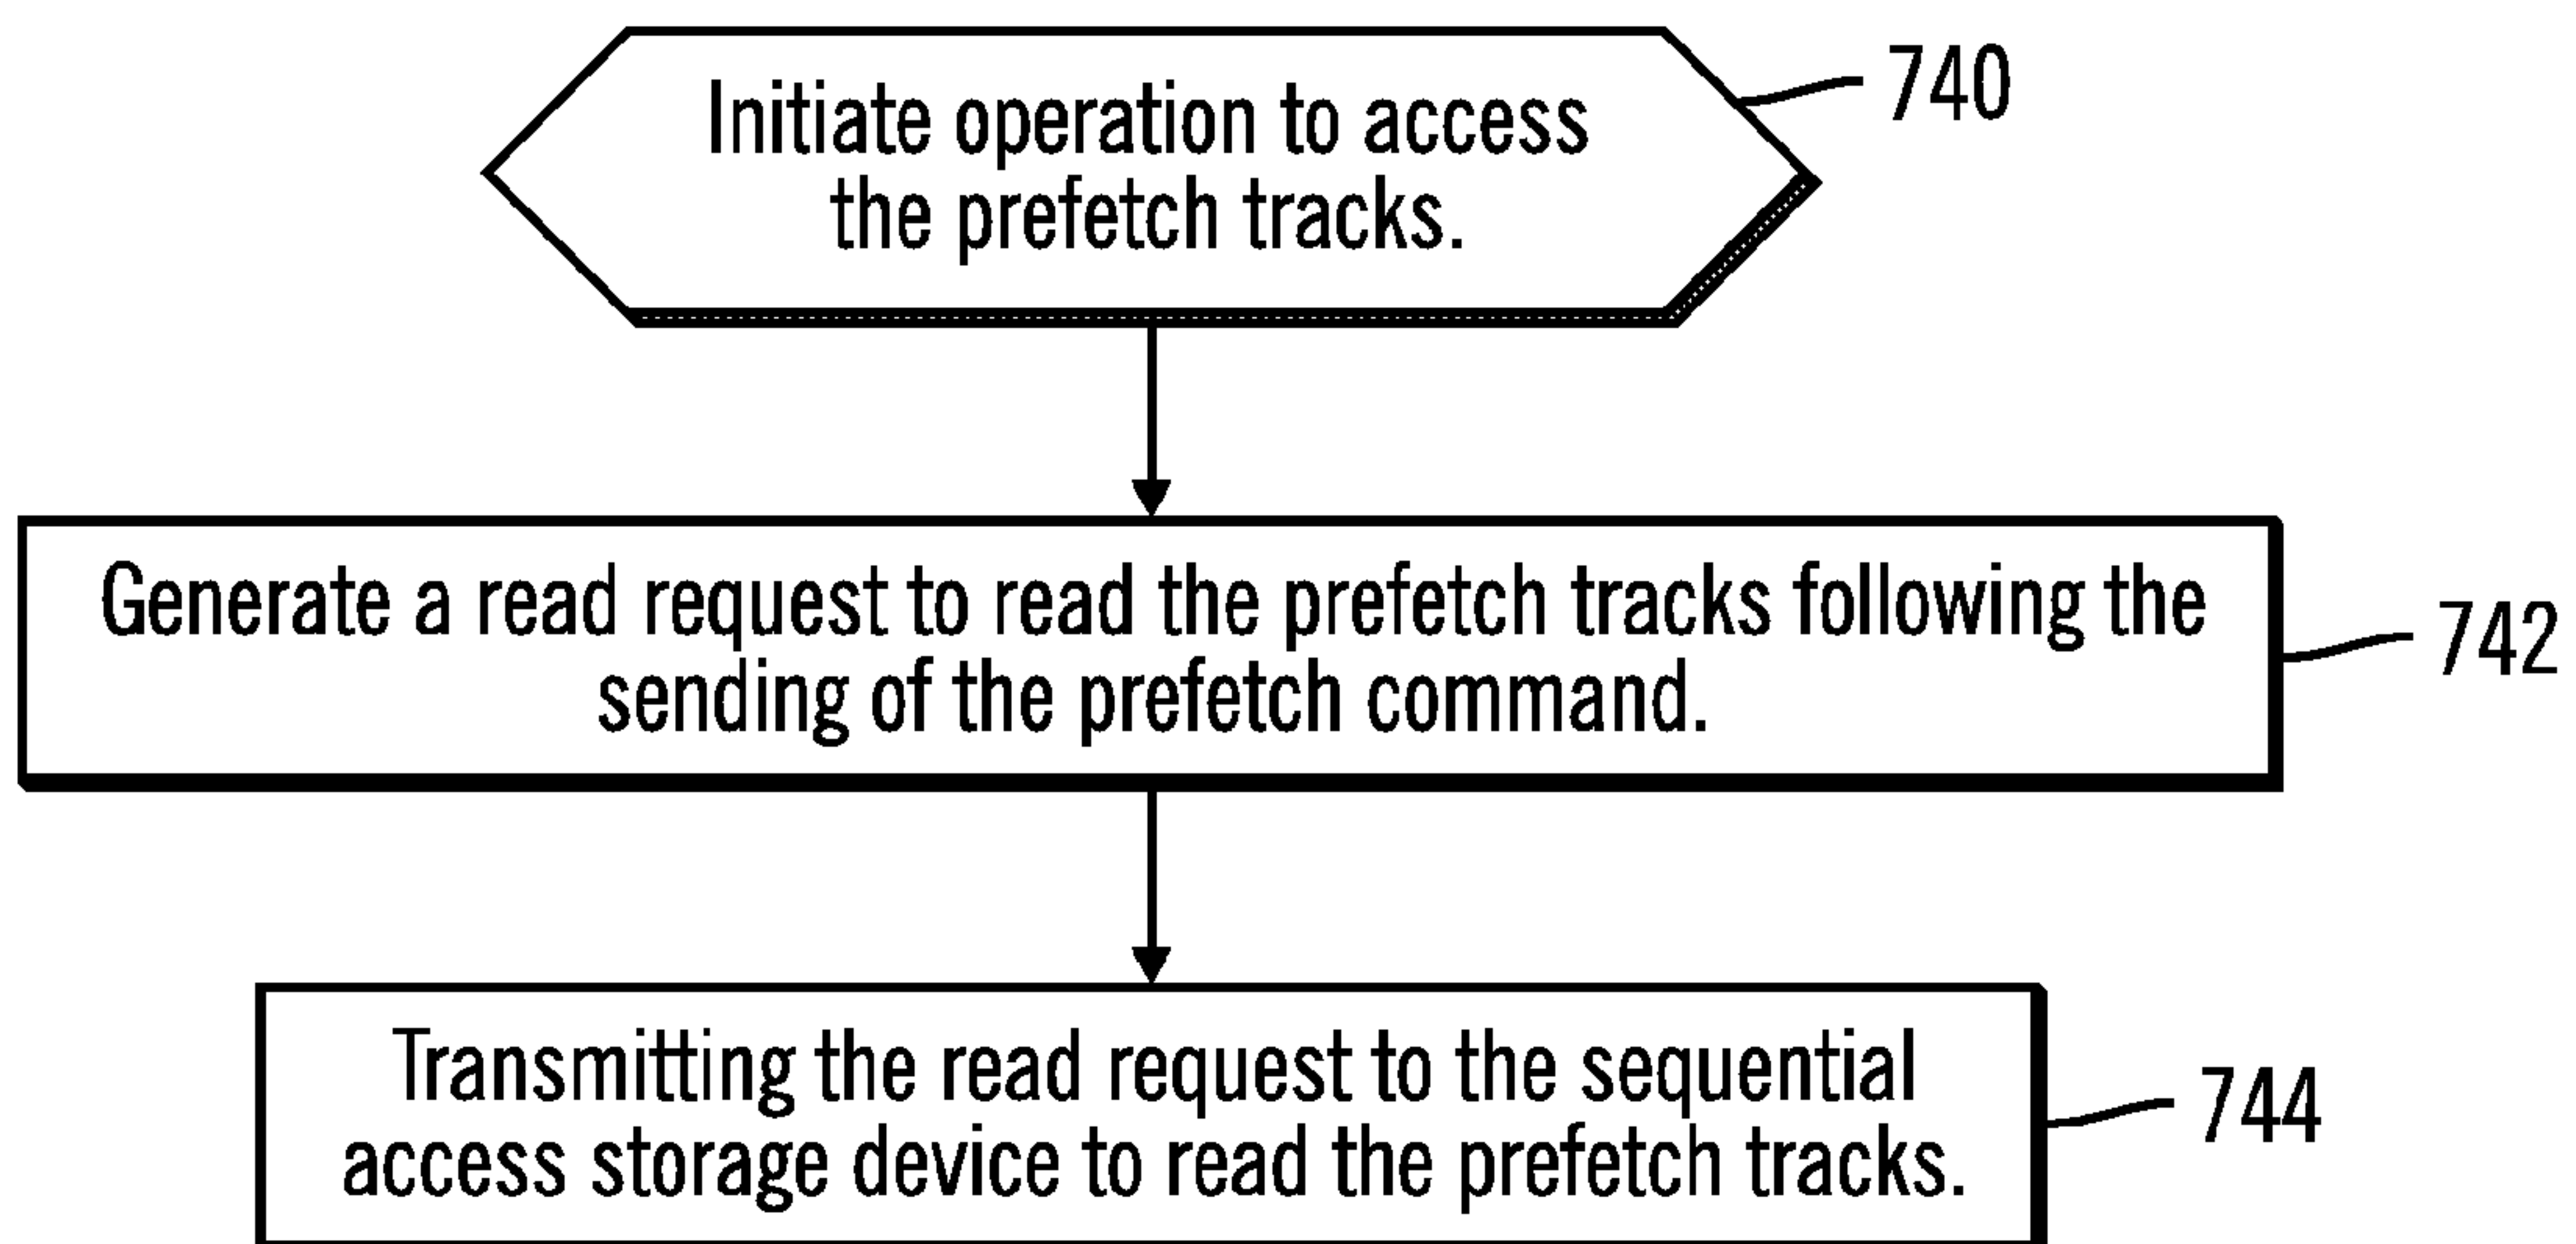 Initiate operation to access
the prefetch tracks.
740
Generate a read request to read the prefetch tracks following the
sending of the prefetch command.
742
Transmitting the read request to the sequential
access storage device to read the prefetch tracks.
744